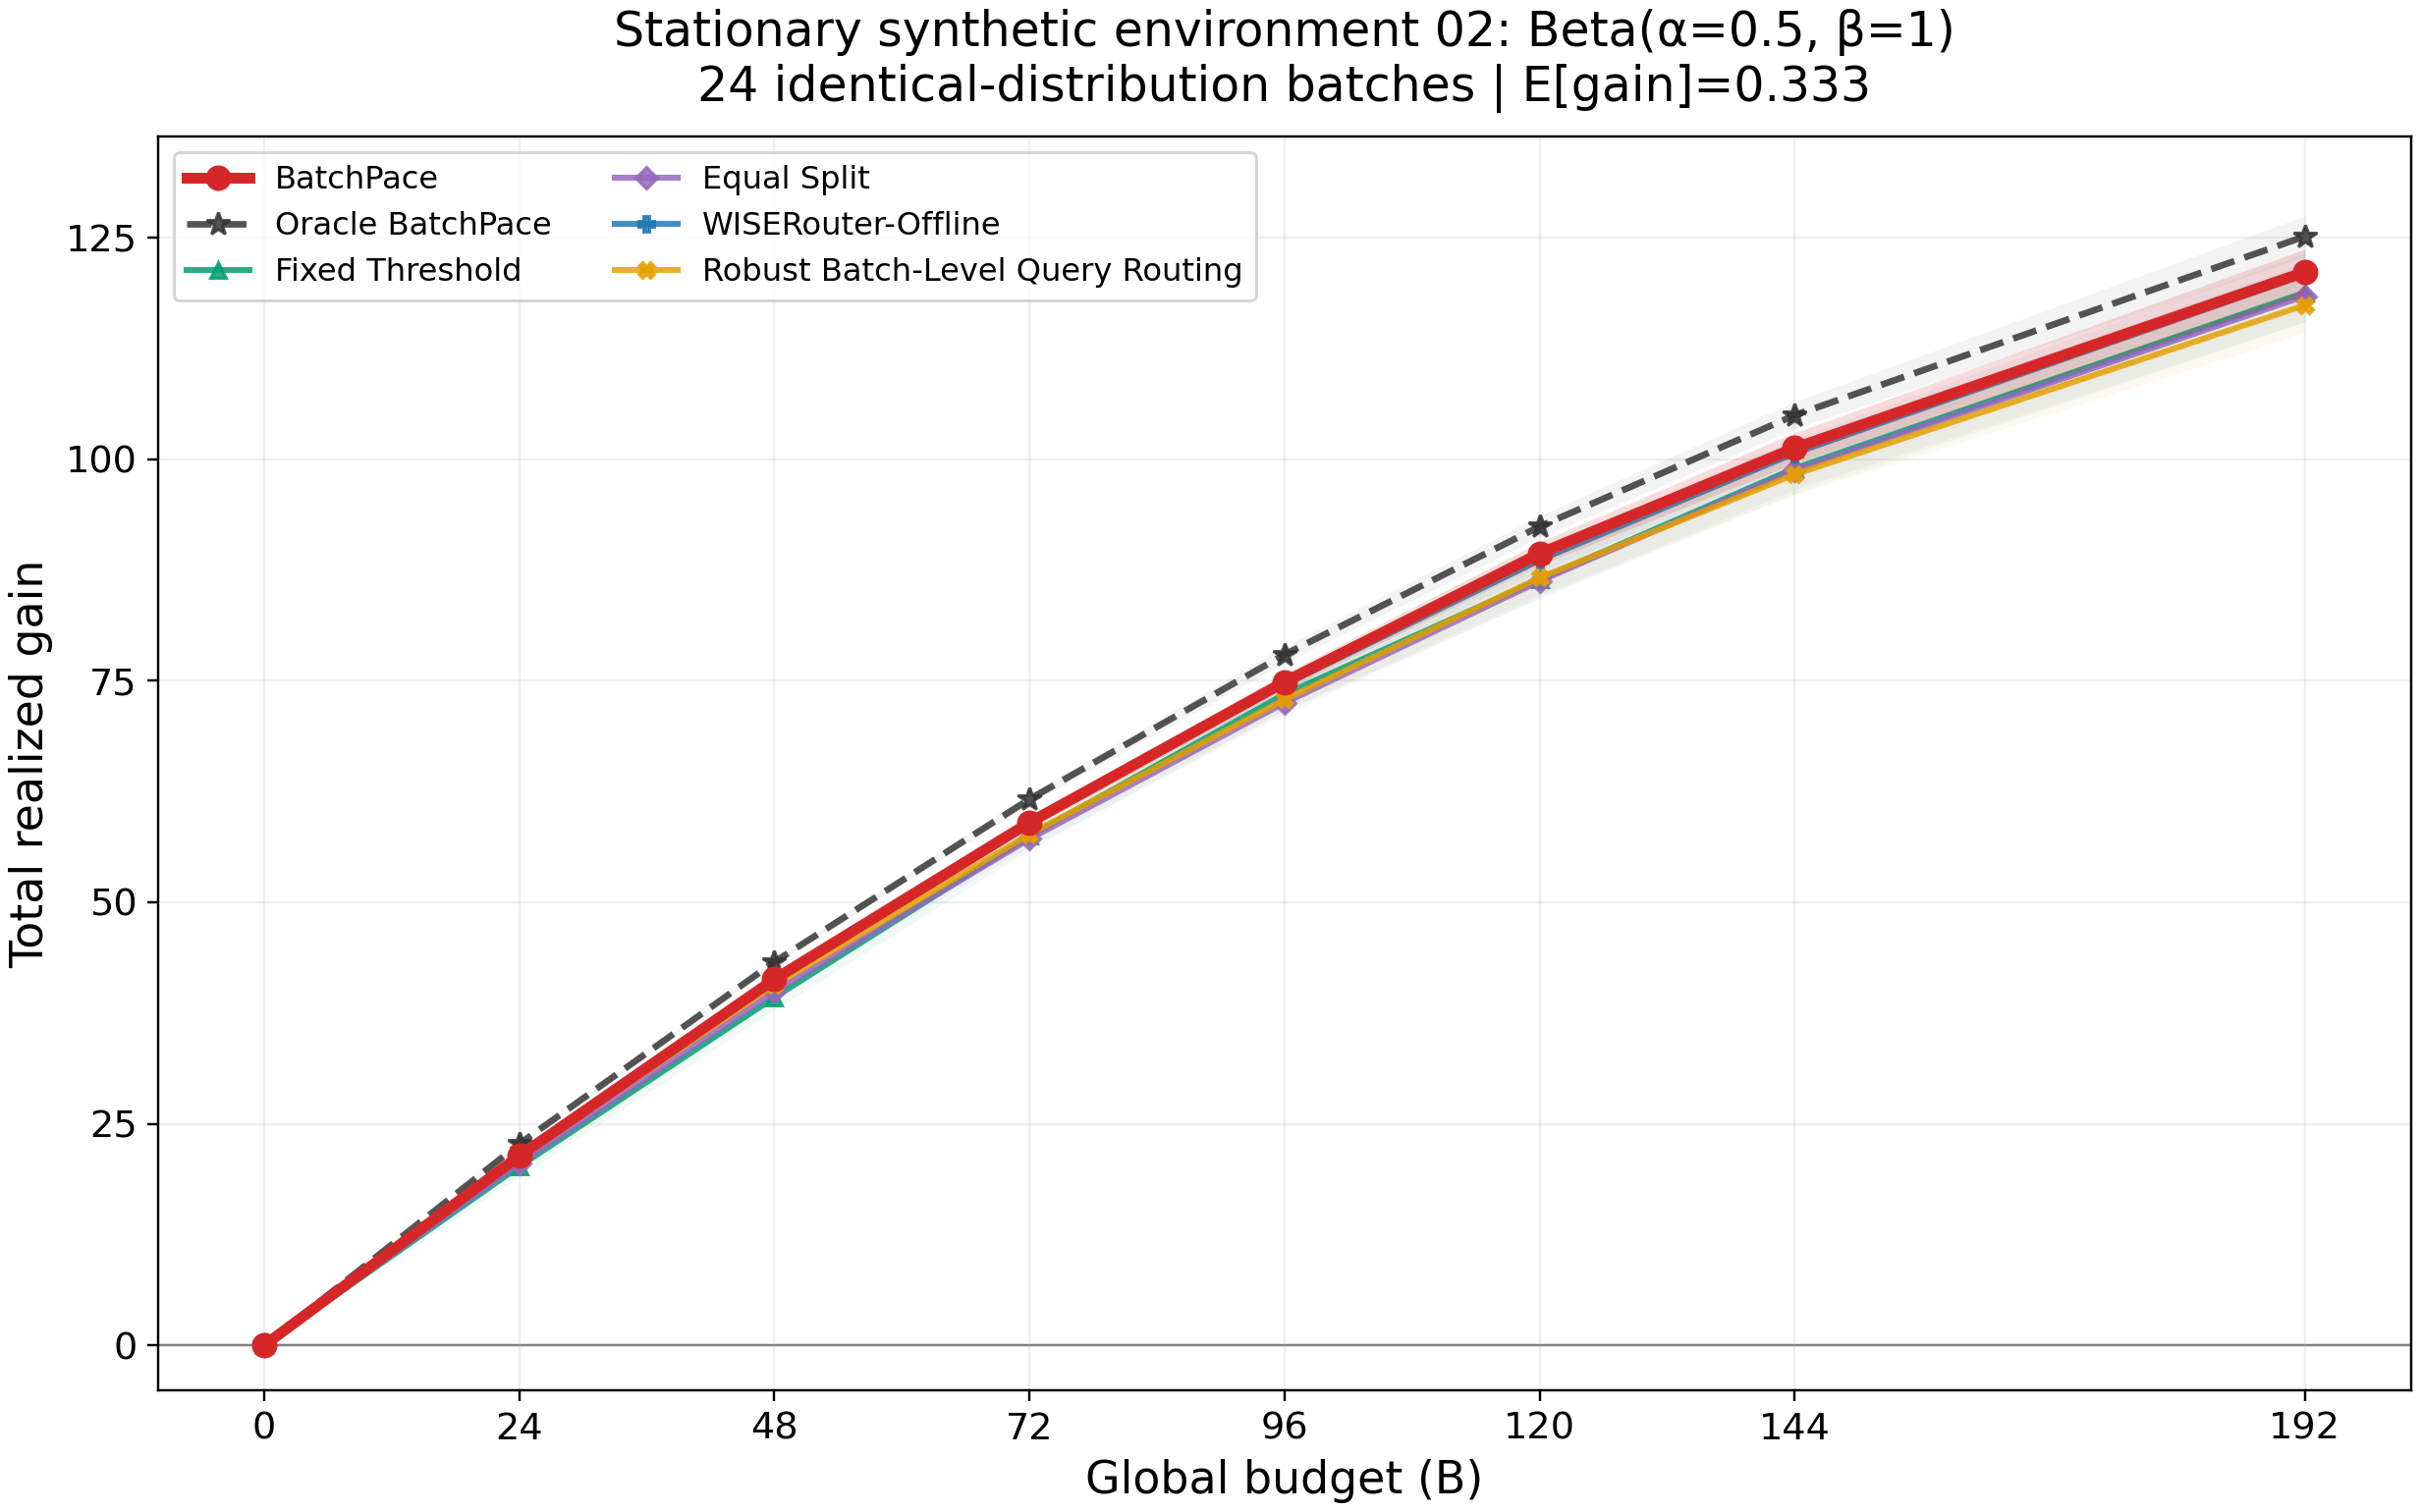 Stationary synthetic environment 02: Beta(α=0.5, β=1)
24 identical-distribution batches | E[gain]=0.333
BatchPace
Oracle BatchPace
Fixed Threshold
Equal Split
WISERouter-Offline
Robust Batch-Level Query Routing
Total realized gain
125
100
75
50
25
0
0 24 48 72 96 120 144 192
Global budget (B)